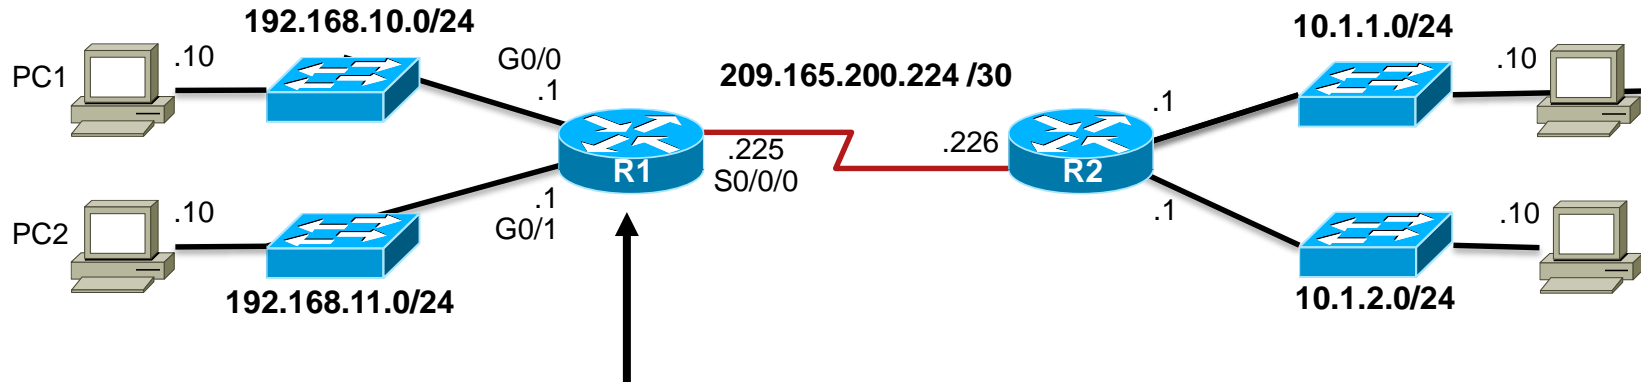 192.168.10.0/24
10.1.1.0/24
PC1
.10
G0/0
.1
209.165.200.224 /30
.1
.10
R1
.225
S0/0/0
.226
R2
PC2
.10
.1
G0/1
.1
.10
192.168.11.0/24
10.1.2.0/24